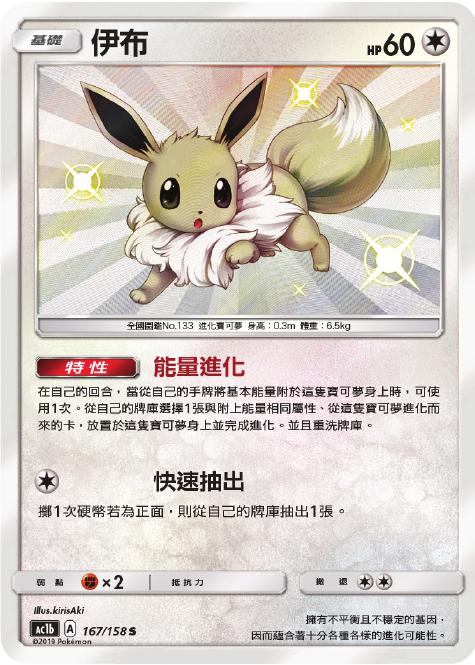 基礎 伊布 HP60
全國圖鑑No.133 進化寶可夢 身高：0.3m 體重：6.5kg
特性 能量進化
在自己的回合，當從自己的手牌將基本能量附於這隻寶可夢身上時，可使
用1次。從自己的牌庫選擇1張與附上能量相同屬性、從這隻寶可夢進化而
來的卡，放置於這隻寶可夢身上並完成進化。並且重洗牌庫。
快速抽出
擲1次硬幣若為正面，則從自己的牌庫抽出1張。
弱點 ×2 抵抗力 撤退
Illus.kirisAki
ac1b A 167/158 S
©2019 Pokémon
擁有不平衡且不穩定的基因，
因而蘊含著十分各種各樣的進化可能性。